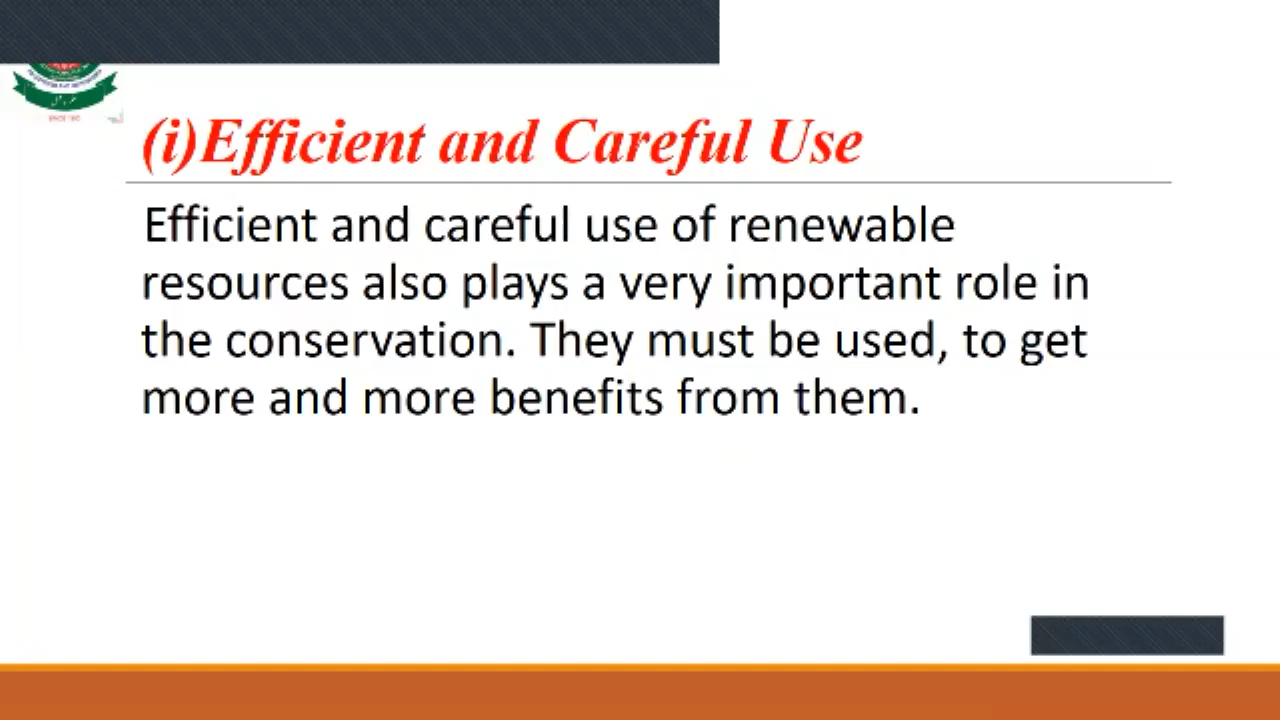 (i)Efficient and Careful Use
Efficient and careful use of renewable
resources also plays a very important role in
the conservation. They must be used, to get
more and more benefits from them.